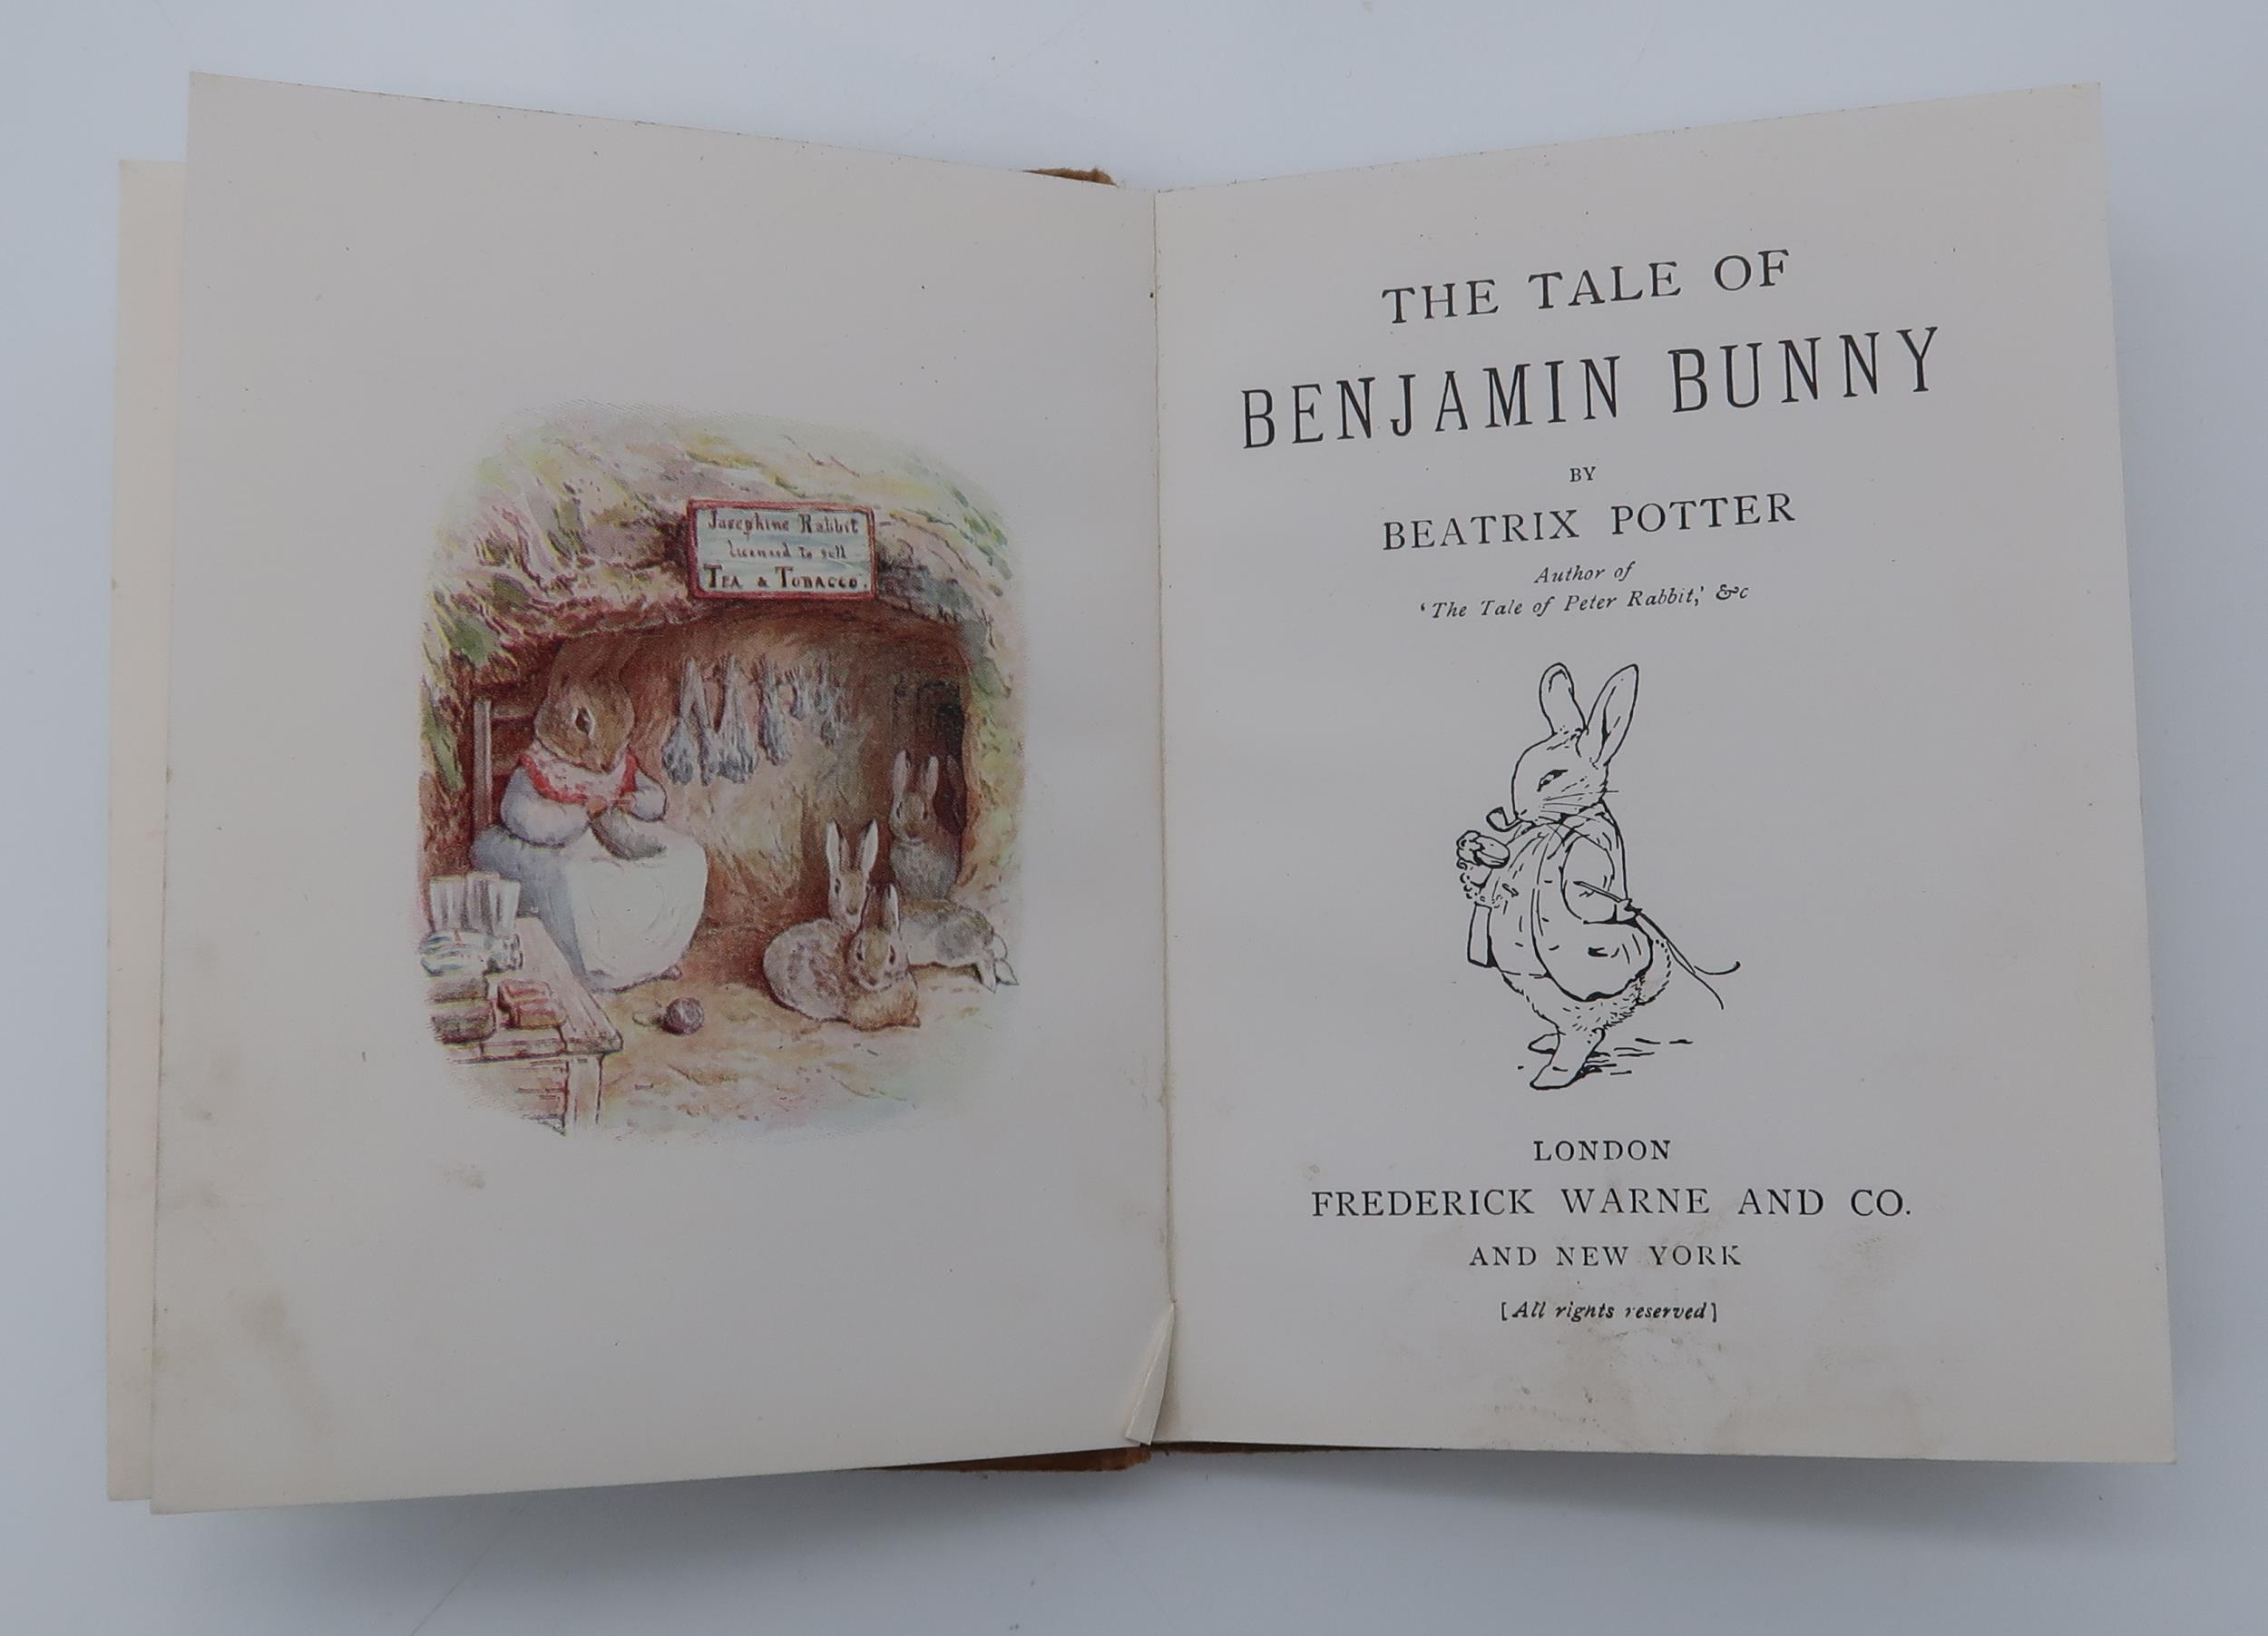 Josephine Rabbit
licensed to sell
TEA & TOBACCO.
THE TALE OF
BENJAMIN BUNNY
BY
BEATRIX POTTER
Author of
‘The Tale of Peter Rabbit,’ &c
LONDON
FREDERICK WARNE AND CO.
AND NEW YORK
[All rights reserved]